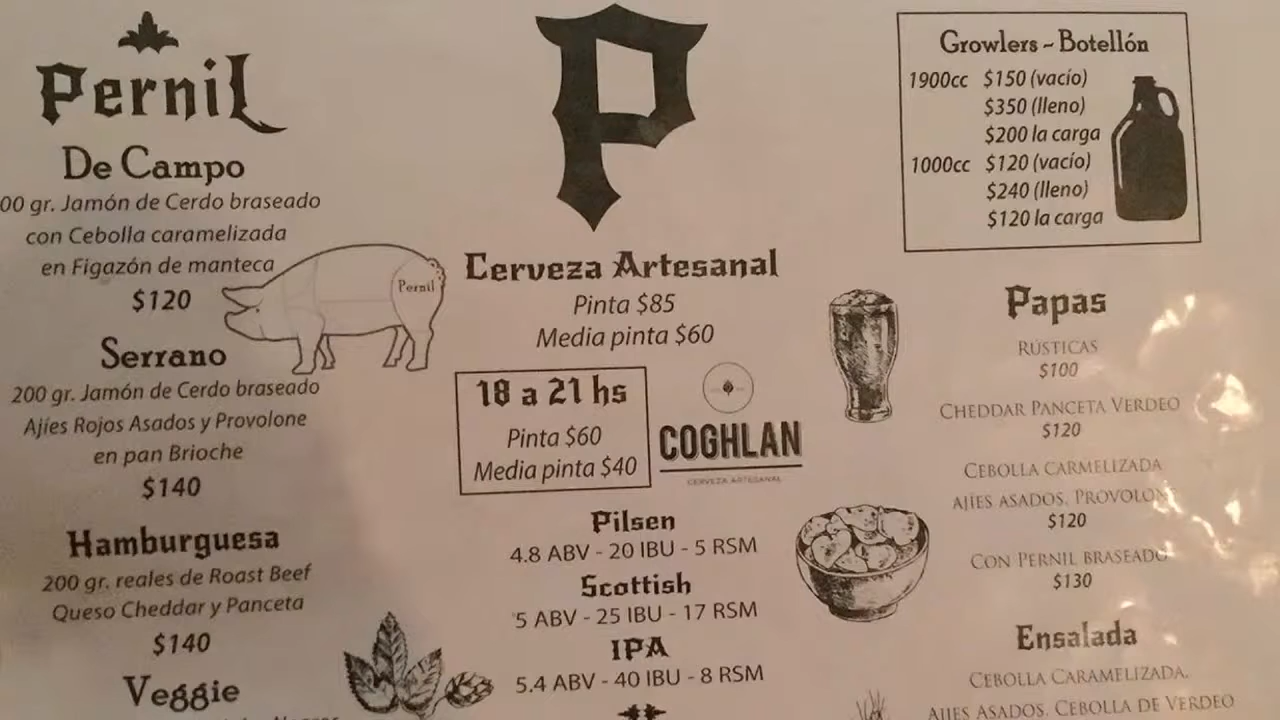 Pernil
De Campo
00 gr. Jamón de Cerdo braseado
con Cebolla caramelizada
en Figazón de manteca
$120
Serrano
200 gr. Jamón de Cerdo braseado
Ajíes Rojos Asados y Provolone
en pan Brioche
$140
Hamburguesa
200 gr. reales de Roast Beef
Queso Cheddar y Panceta
$140
Veggie
Pernil
P
Cerveza Artesanal
Pinta $85
Media pinta $60
18 a 21 hs
Pinta $60
Media pinta $40
COGHLAN
CERVEZA ARTESANAL
Pilsen
4.8 ABV - 20 IBU - 5 RSM
Scottish
5 ABV - 25 IBU - 17 RSM
IPA
5.4 ABV - 40 IBU - 8 RSM
Growlers ~ Botellón
1900cc $150 (vacío)
$350 (lleno)
$200 la carga
1000cc $120 (vacío)
$240 (lleno)
$120 la carga
Papas
RÚSTICAS
$100
CHEDDAR PANCETA VERDEO
$120
CEBOLLA CARMELIZADA
AJÍES ASADOS, PROVOLON
$120
CON PERNIL BRASEADO
$130
Ensalada
CEBOLLA CARAMELIZADA,
AJIES ASADOS, CEBOLLA DE VERDEO